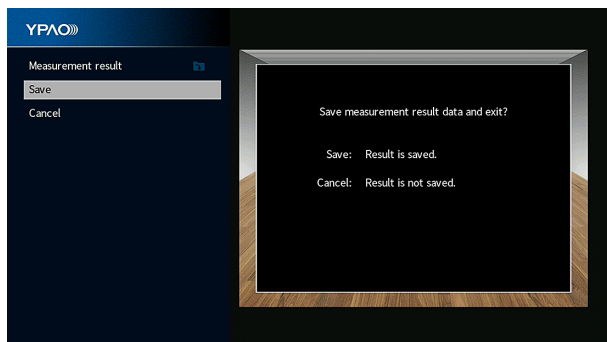 YPAO
Measurement result
Save
Cancel
Save measurement result data and exit?
Save: Result is saved.
Cancel: Result is not saved.